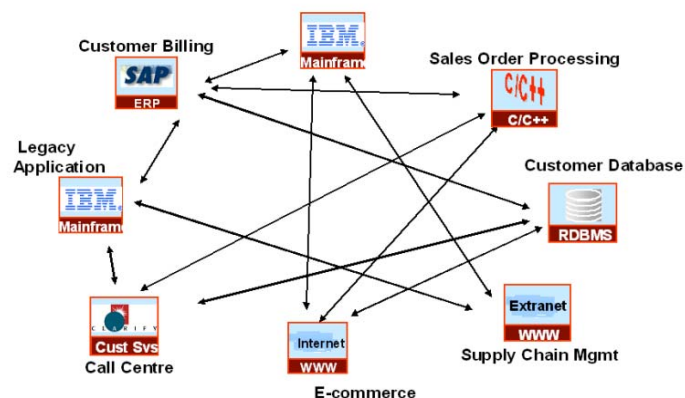 IBM.
Mainframe
Customer Billing
SAP
ERP
Sales Order Processing
C/C++
C/C++
Legacy
Application
IBM.
Mainframe
Customer Database
RDBMS
CLARIFY
Cust Svs
Call Centre
Internet
WWW
E-commerce
Extranet
WWW
Supply Chain Mgmt